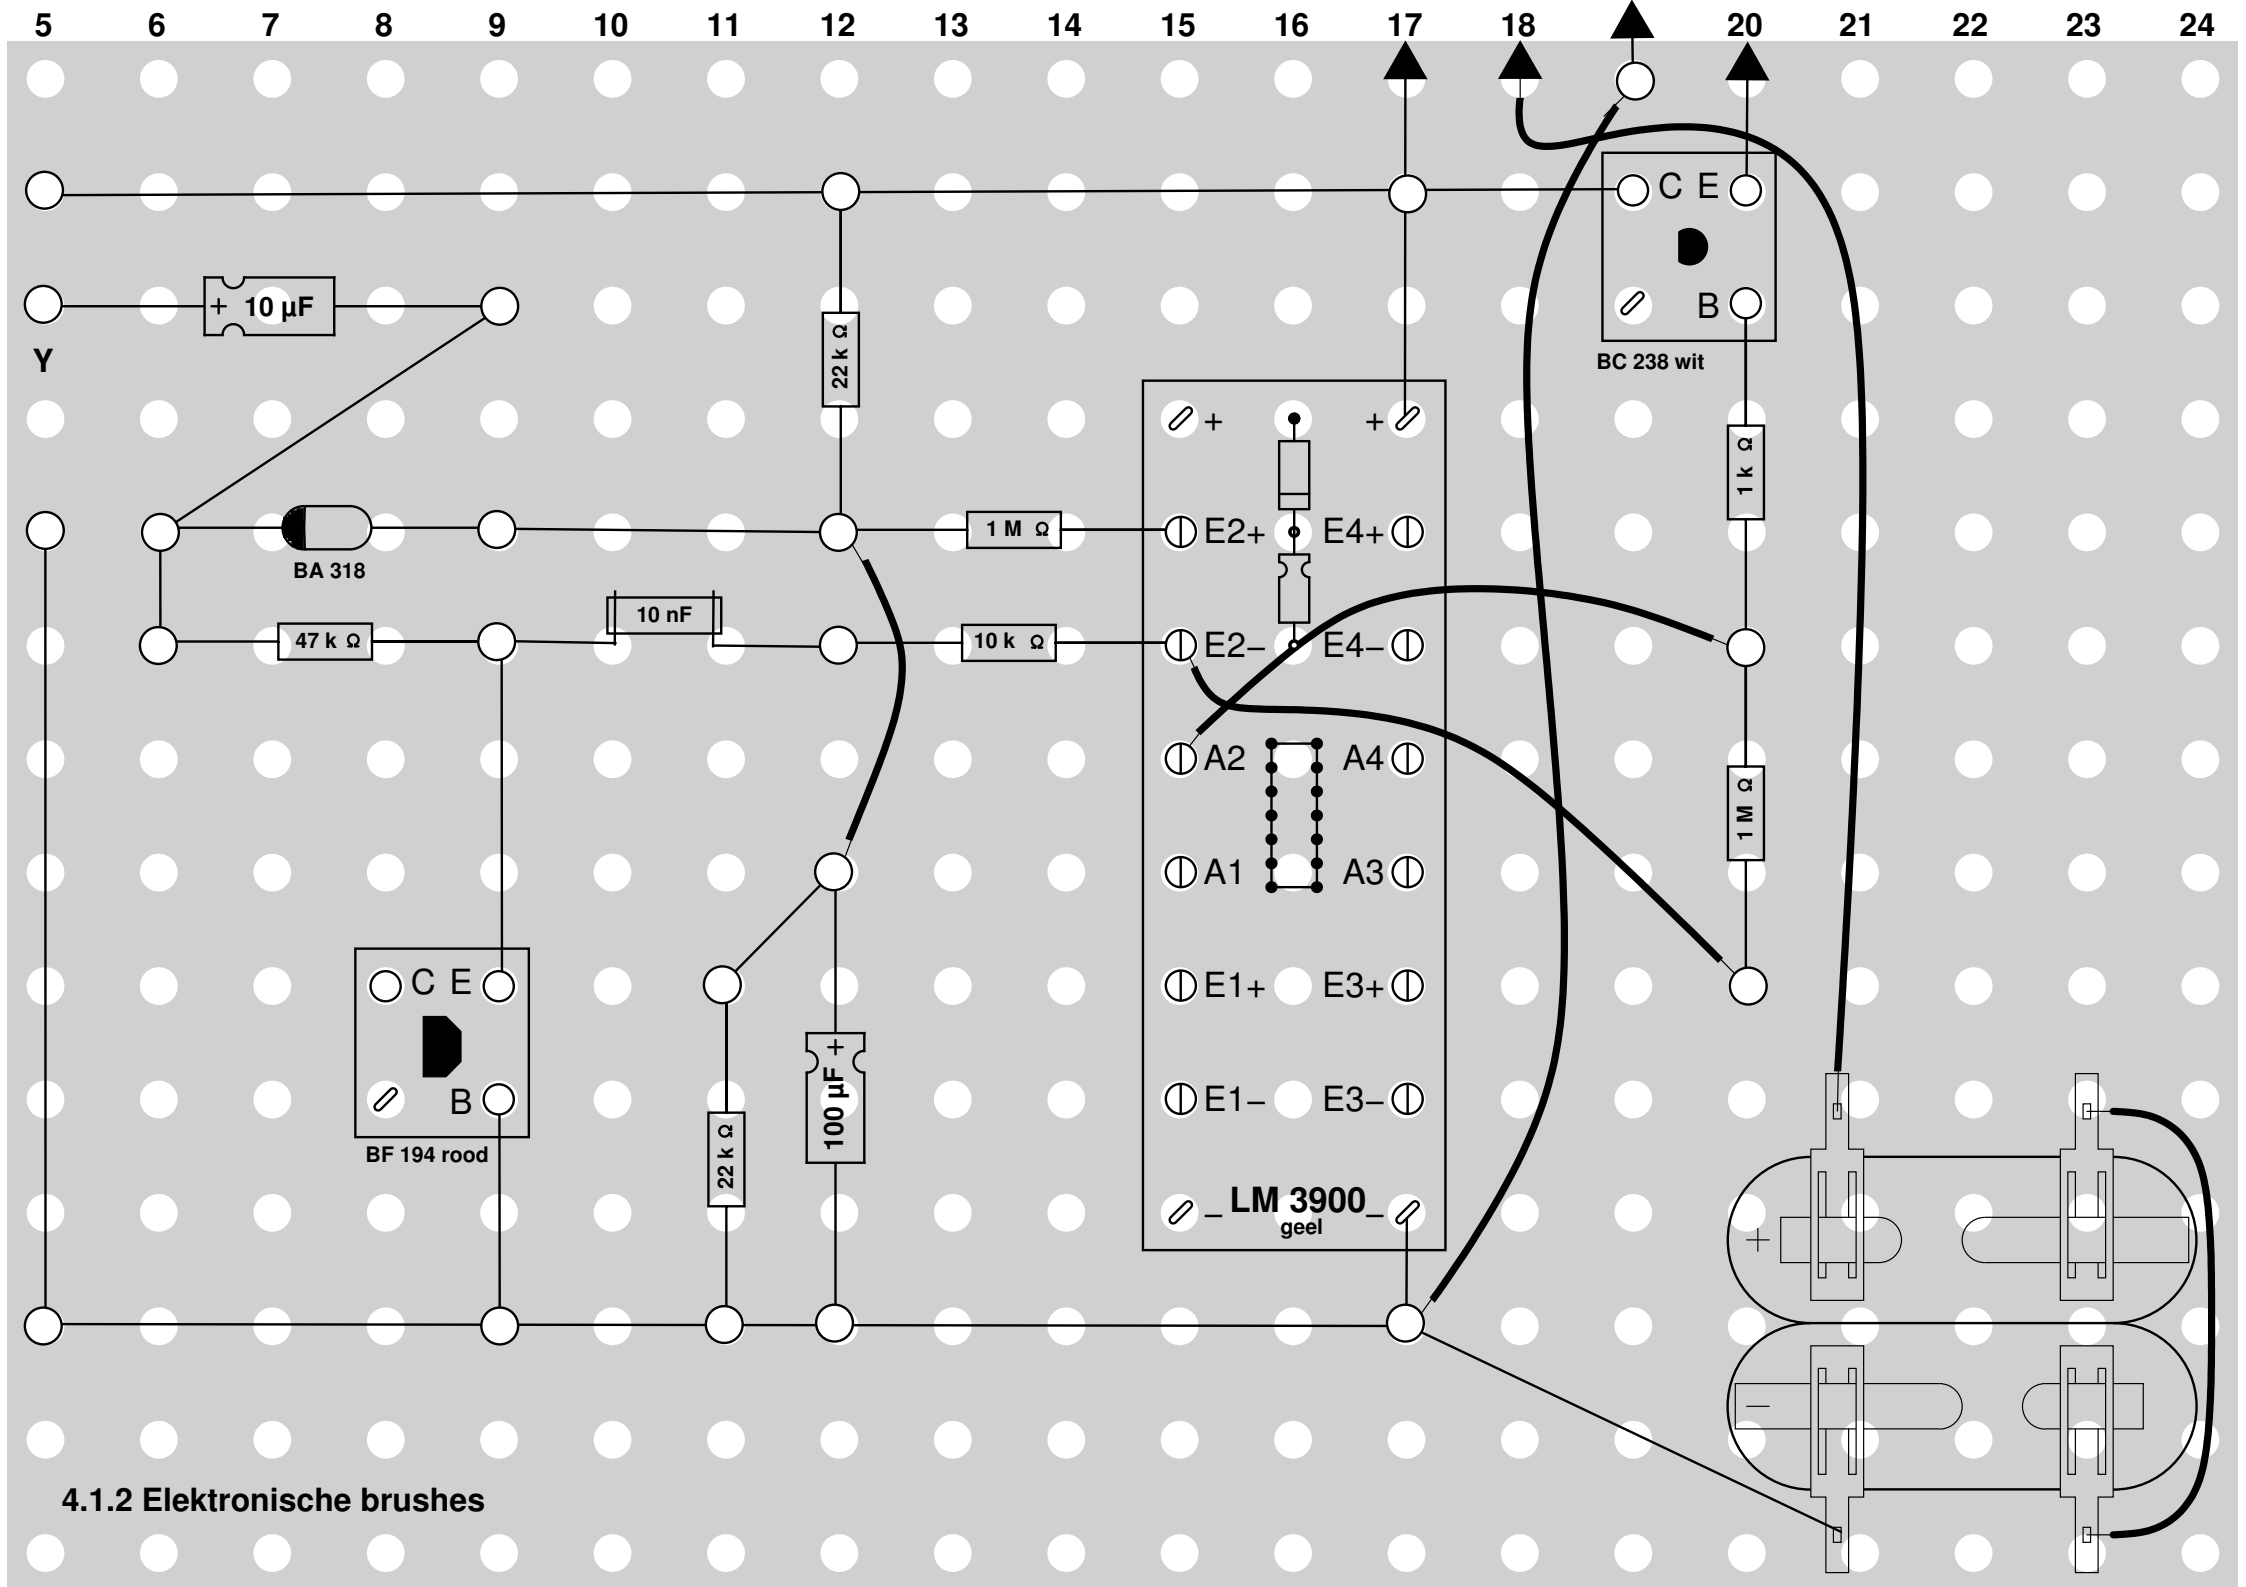 5 6 7 8 9 10 11 12 13 14 15 16 17 18 20 21 22 23 24
C E
+ 10 µF
B
Y
22 k Ω
BC 238 wit
+ +
1 k Ω
1 M Ω
E2+ E4+
BA 318
10 nF
47 k Ω
10 k Ω
E2– E4–
A2 A4
1 M Ω
A1 A3
C E
E1+ E3+
+
100 µF
B
E1– E3–
BF 194 rood
22 k Ω
– LM 3900 –
geel
+
–
4.1.2 Elektronische brushes